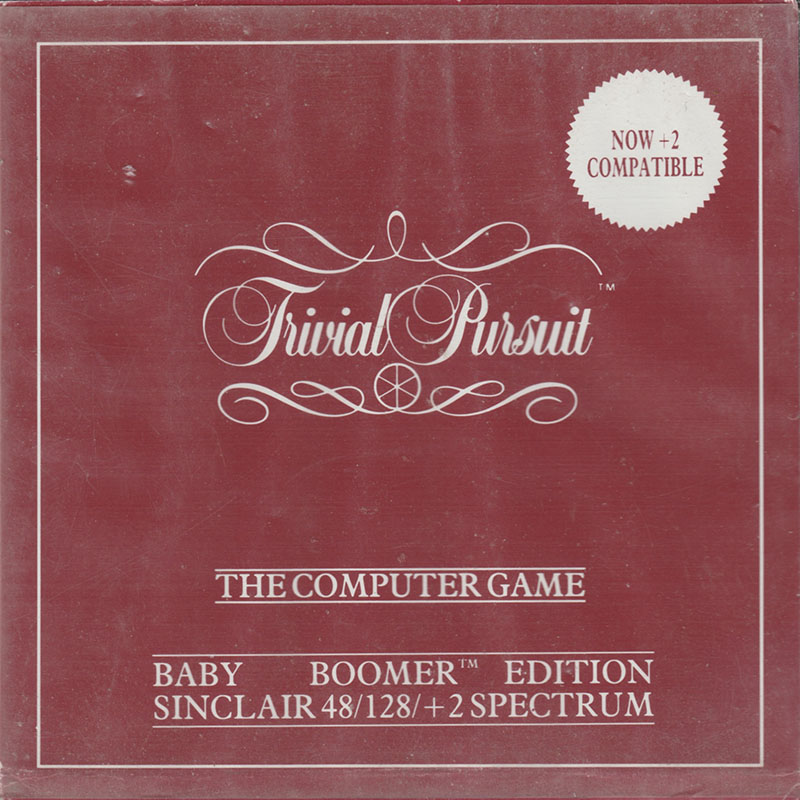 NOW +2
COMPATIBLE
Trivial Pursuit™
THE COMPUTER GAME
BABY BOOMER™ EDITION
SINCLAIR 48/128/+2 SPECTRUM